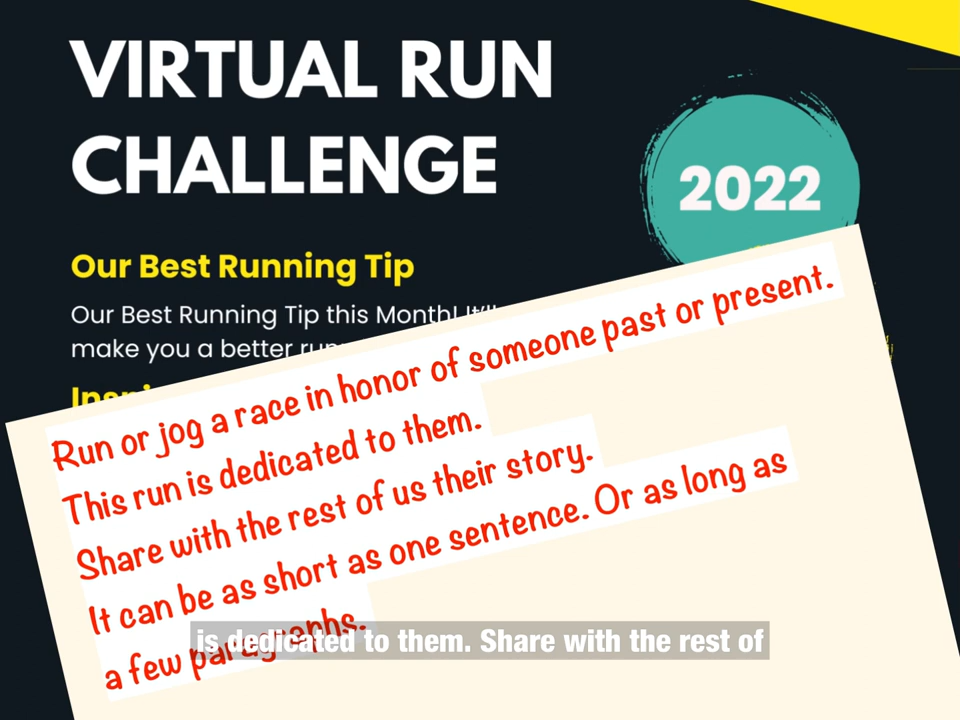 VIRTUAL RUN
CHALLENGE
2022
Our Best Running Tip
Our Best Running Tip this Month! It'll
make you a better
Run or jog a race in honor of someone past or present.
This run is dedicated to them.
Share with the rest of us their story.
It can be as short as one sentence. Or as long as
a few paragraphs.
is dedicated to them. Share with the rest of